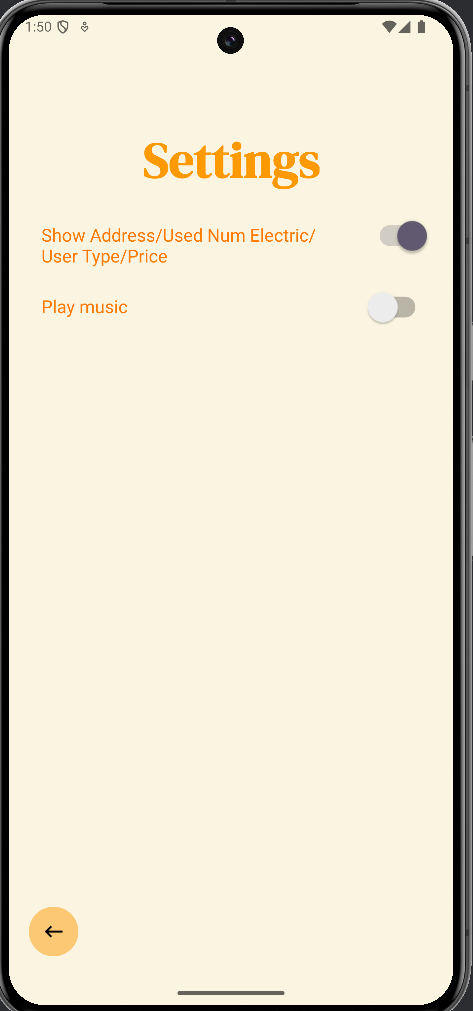 1:50
Settings
Show Address/Used Num Electric/
User Type/Price
Play music